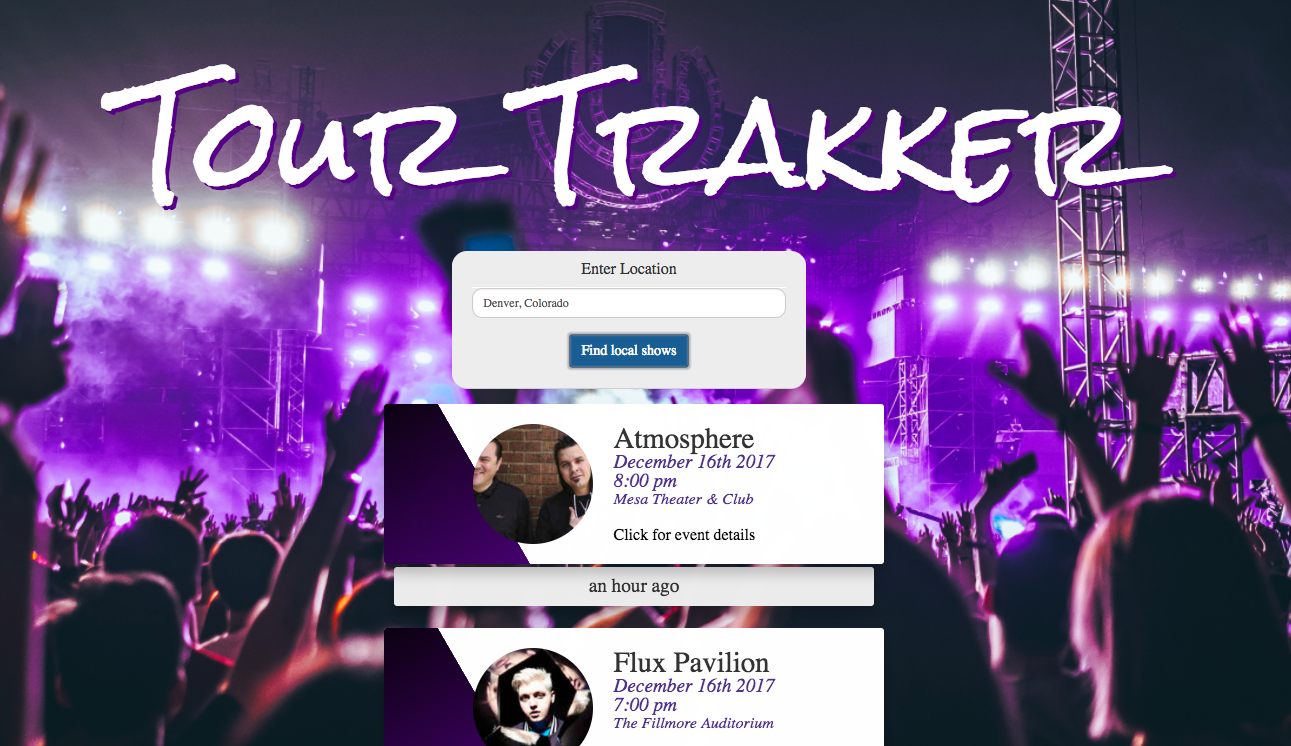 Tour Trakker
Enter Location
Denver, Colorado
Find local shows
Atmosphere
December 16th 2017
8:00 pm
Mesa Theater & Club
Click for event details
an hour ago
Flux Pavilion
December 16th 2017
7:00 pm
The Fillmore Auditorium